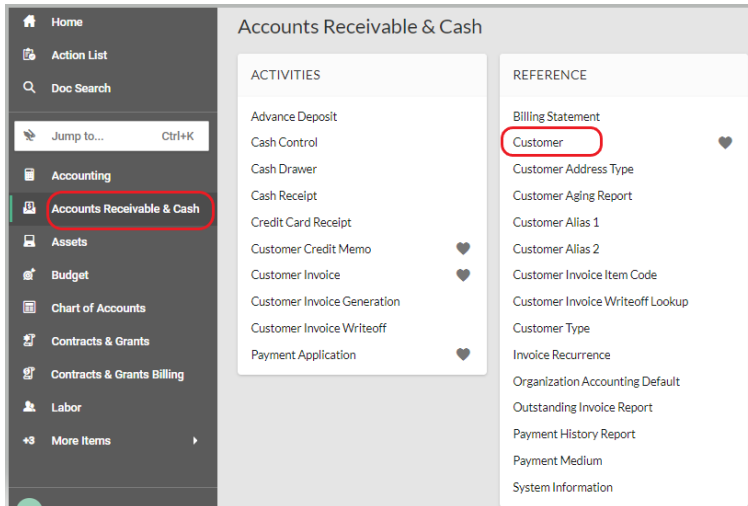 Home
Action List
Doc Search
Jump to... Ctrl+K
Accounting
Accounts Receivable & Cash
Assets
Budget
Chart of Accounts
Contracts & Grants
Contracts & Grants Billing
Labor
+3 More Items
Accounts Receivable & Cash
ACTIVITIES
Advance Deposit
Cash Control
Cash Drawer
Cash Receipt
Credit Card Receipt
Customer Credit Memo
Customer Invoice
Customer Invoice Generation
Customer Invoice Writeoff
Payment Application
REFERENCE
Billing Statement
Customer
Customer Address Type
Customer Aging Report
Customer Alias 1
Customer Alias 2
Customer Invoice Item Code
Customer Invoice Writeoff Lookup
Customer Type
Invoice Recurrence
Organization Accounting Default
Outstanding Invoice Report
Payment History Report
Payment Medium
System Information